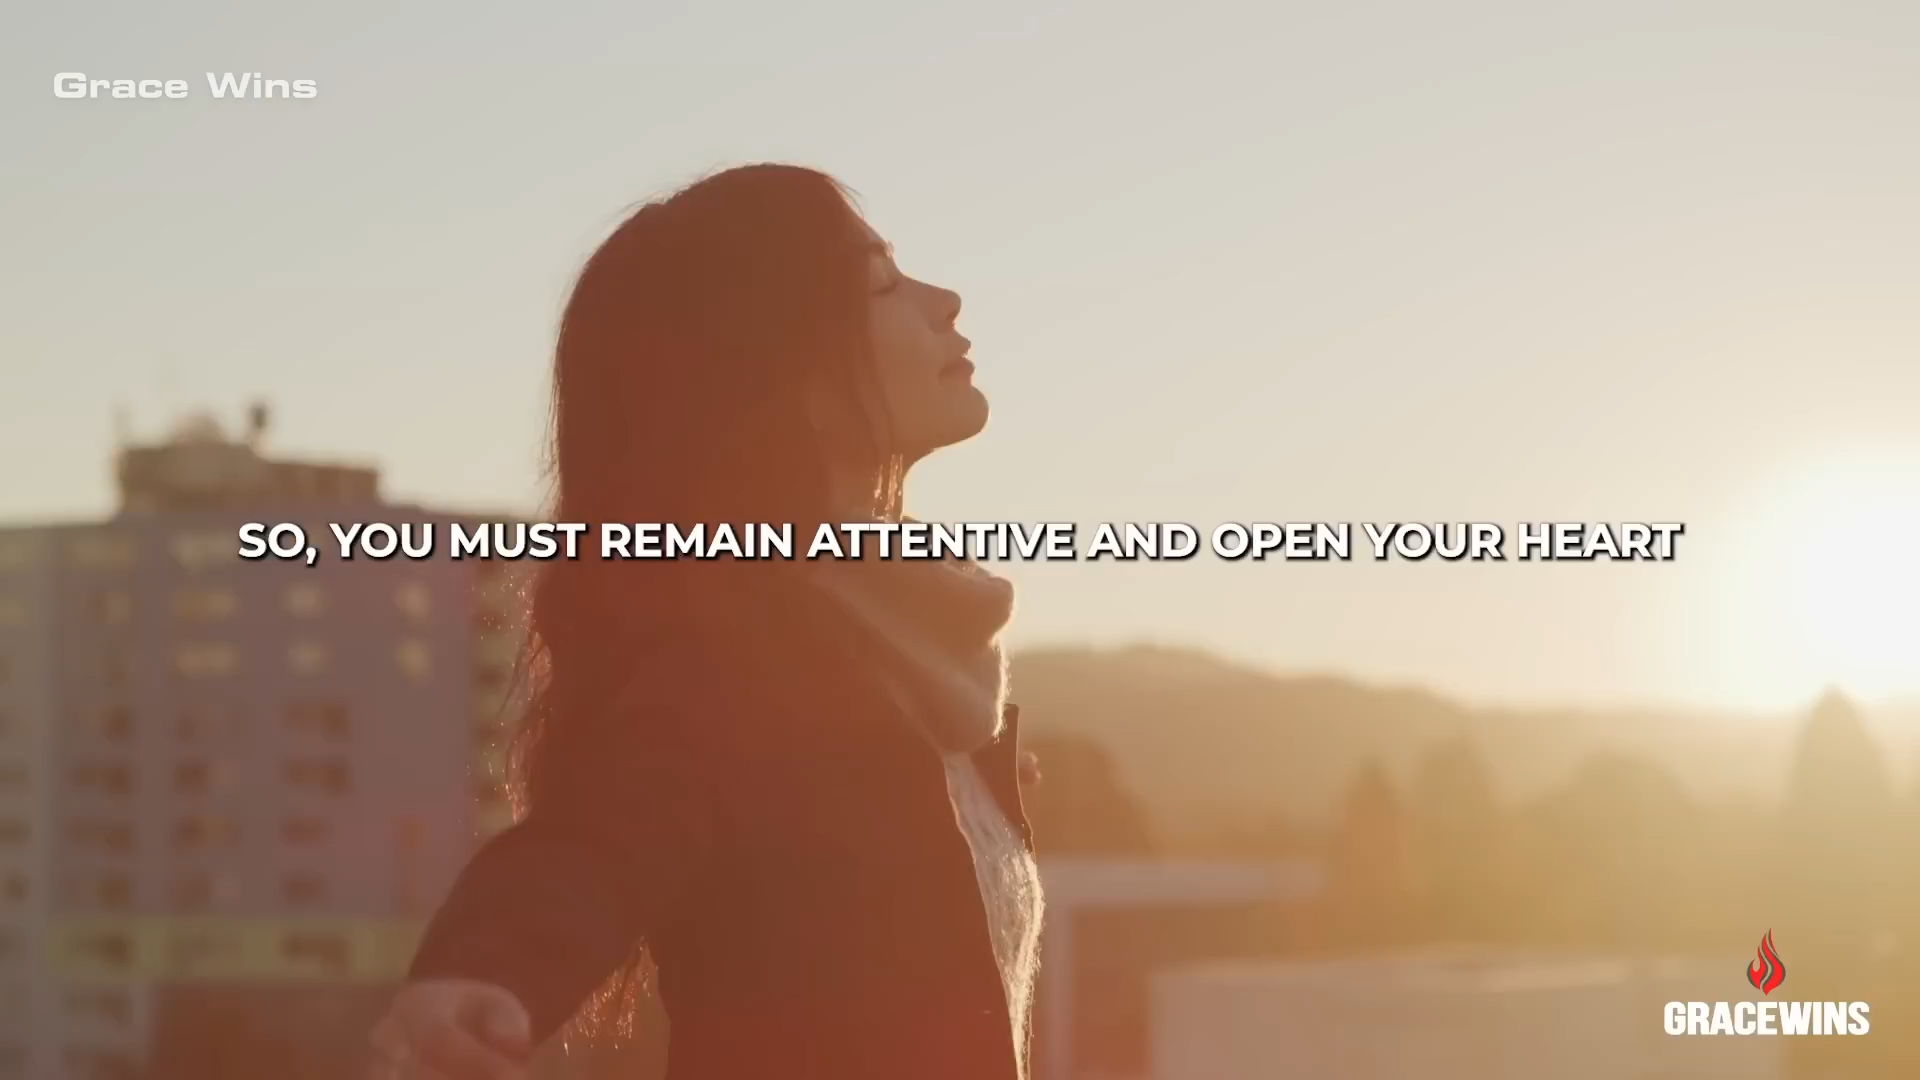 Grace Wins
SO, YOU MUST REMAIN ATTENTIVE AND OPEN YOUR HEART
GRACEWINS